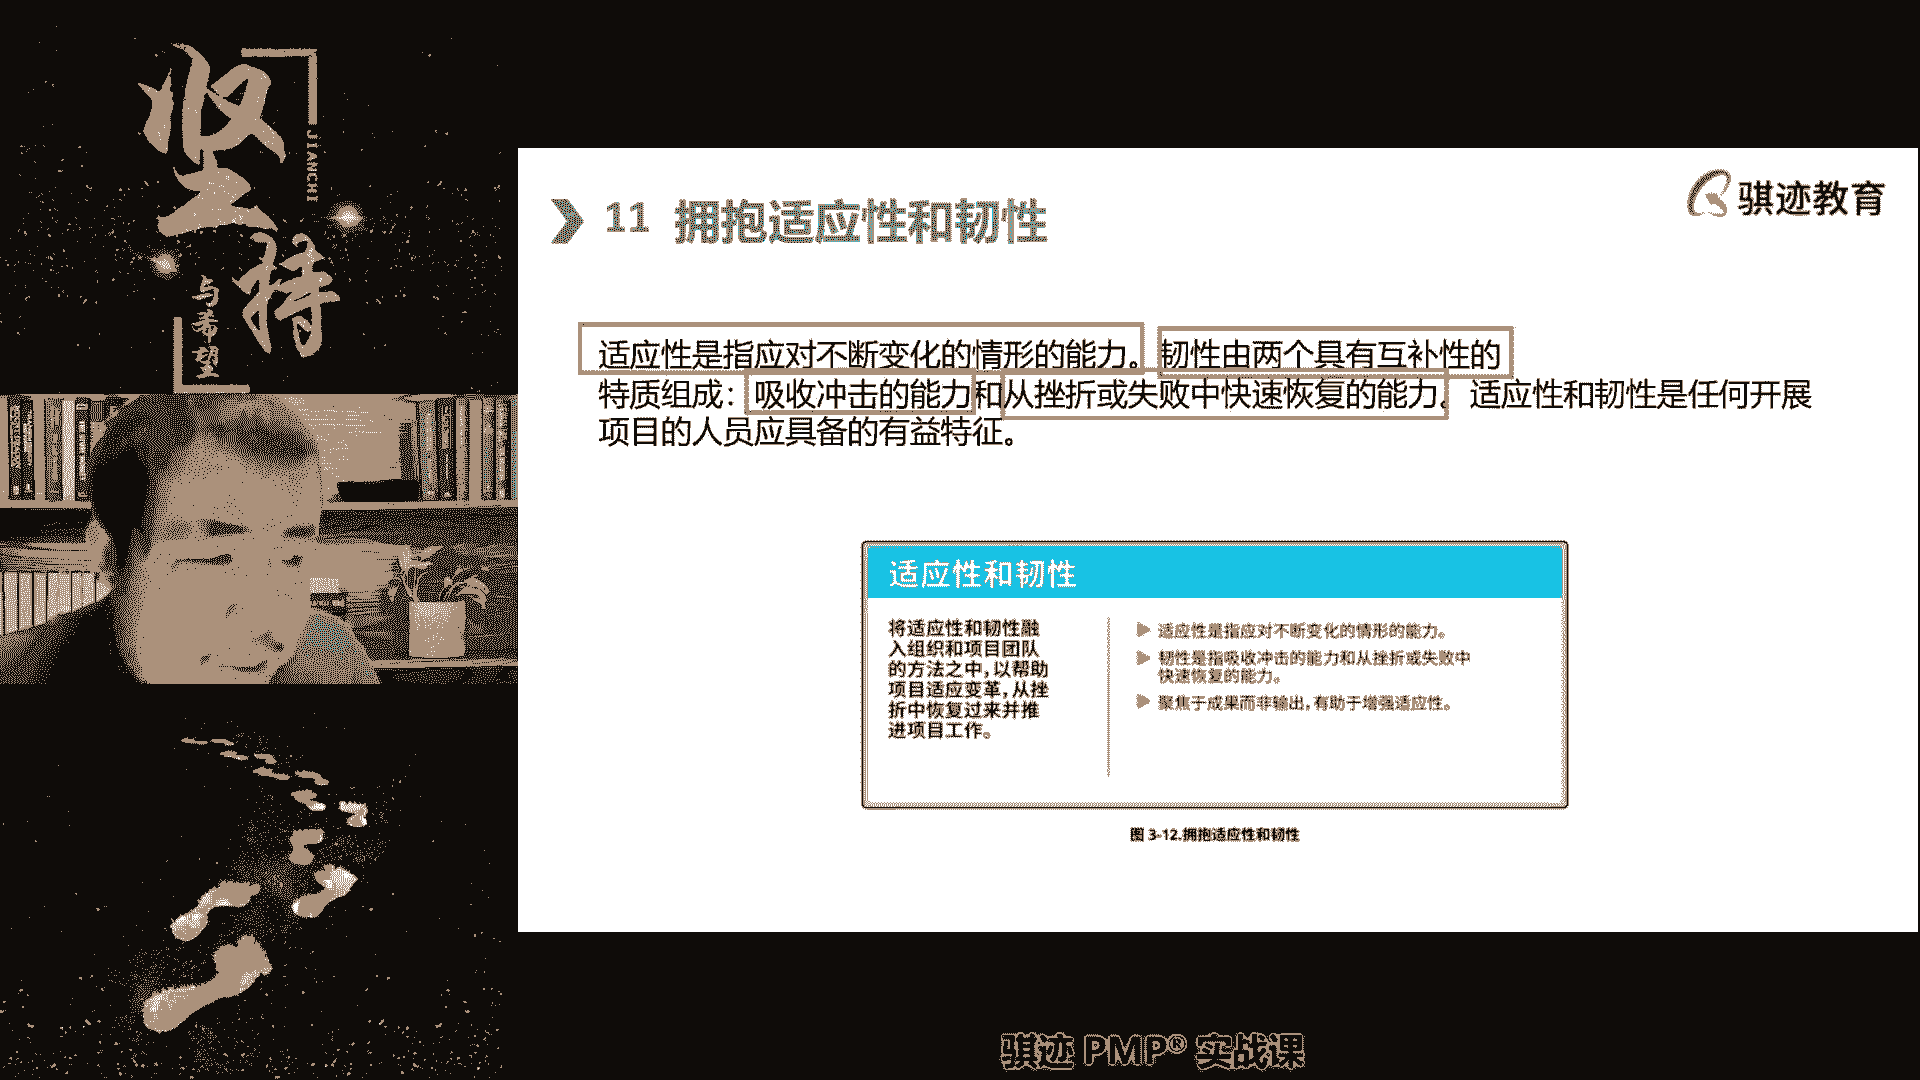 坚持
JIANCHI
与希望
11 拥抱适应性和韧性
骐迹教育
适应性是指应对不断变化的情形的能力。韧性由两个具有互补性的
特质组成：吸收冲击的能力和从挫折或失败中快速恢复的能力。适应性和韧性是任何开展
项目的人员应具备的有益特征。
适应性和韧性
将适应性和韧性融
入组织和项目团队
的方法之中，以帮助
项目适应变革，从挫
折中恢复过来并推
进项目工作。
适应性是指应对不断变化的情形的能力。
韧性是指吸收冲击的能力和从挫折或失败中
快速恢复的能力。
聚焦于成果而非输出，有助于增强适应性。
图 3-12.拥抱适应性和韧性
骐迹 PMP® 实战课